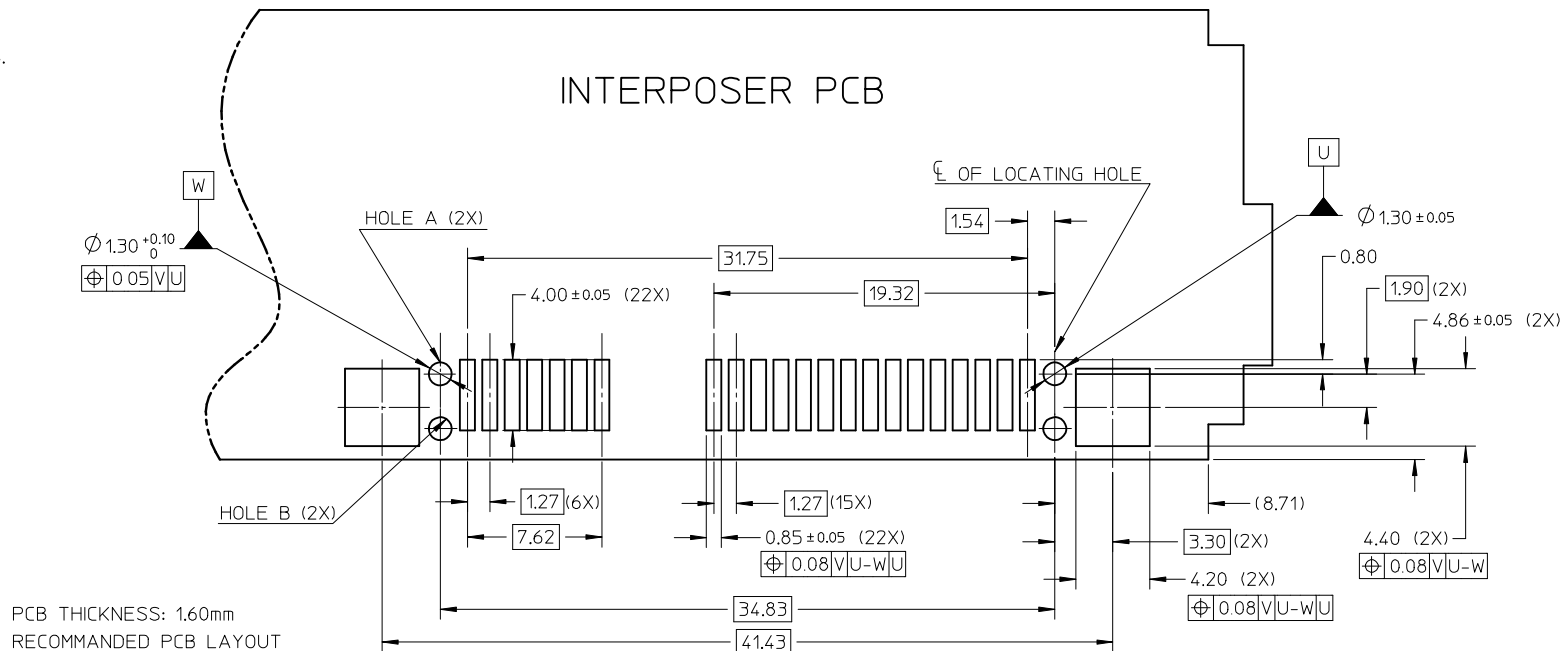 INTERPOSER PCB
U
℄ OF LOCATING HOLE
W
HOLE A (2X)
1.54
Ø 1.30 ±0.05
Ø 1.30 +0.10 0
⌖ 0.05 V U
31.75
0.80
1.90 (2X)
4.00 ±0.05 (22X)
19.32
4.86 ±0.05 (2X)
HOLE B (2X)
1.27 (6X)
1.27 (15X)
(8.71)
7.62
0.85 ±0.05 (22X)
⌖ 0.08 V U-W U
3.30 (2X)
4.40 (2X)
⌖ 0.08 V U-W
4.20 (2X)
⌖ 0.08 V U-W U
34.83
PCB THICKNESS: 1.60mm
RECOMMANDED PCB LAYOUT
41.43